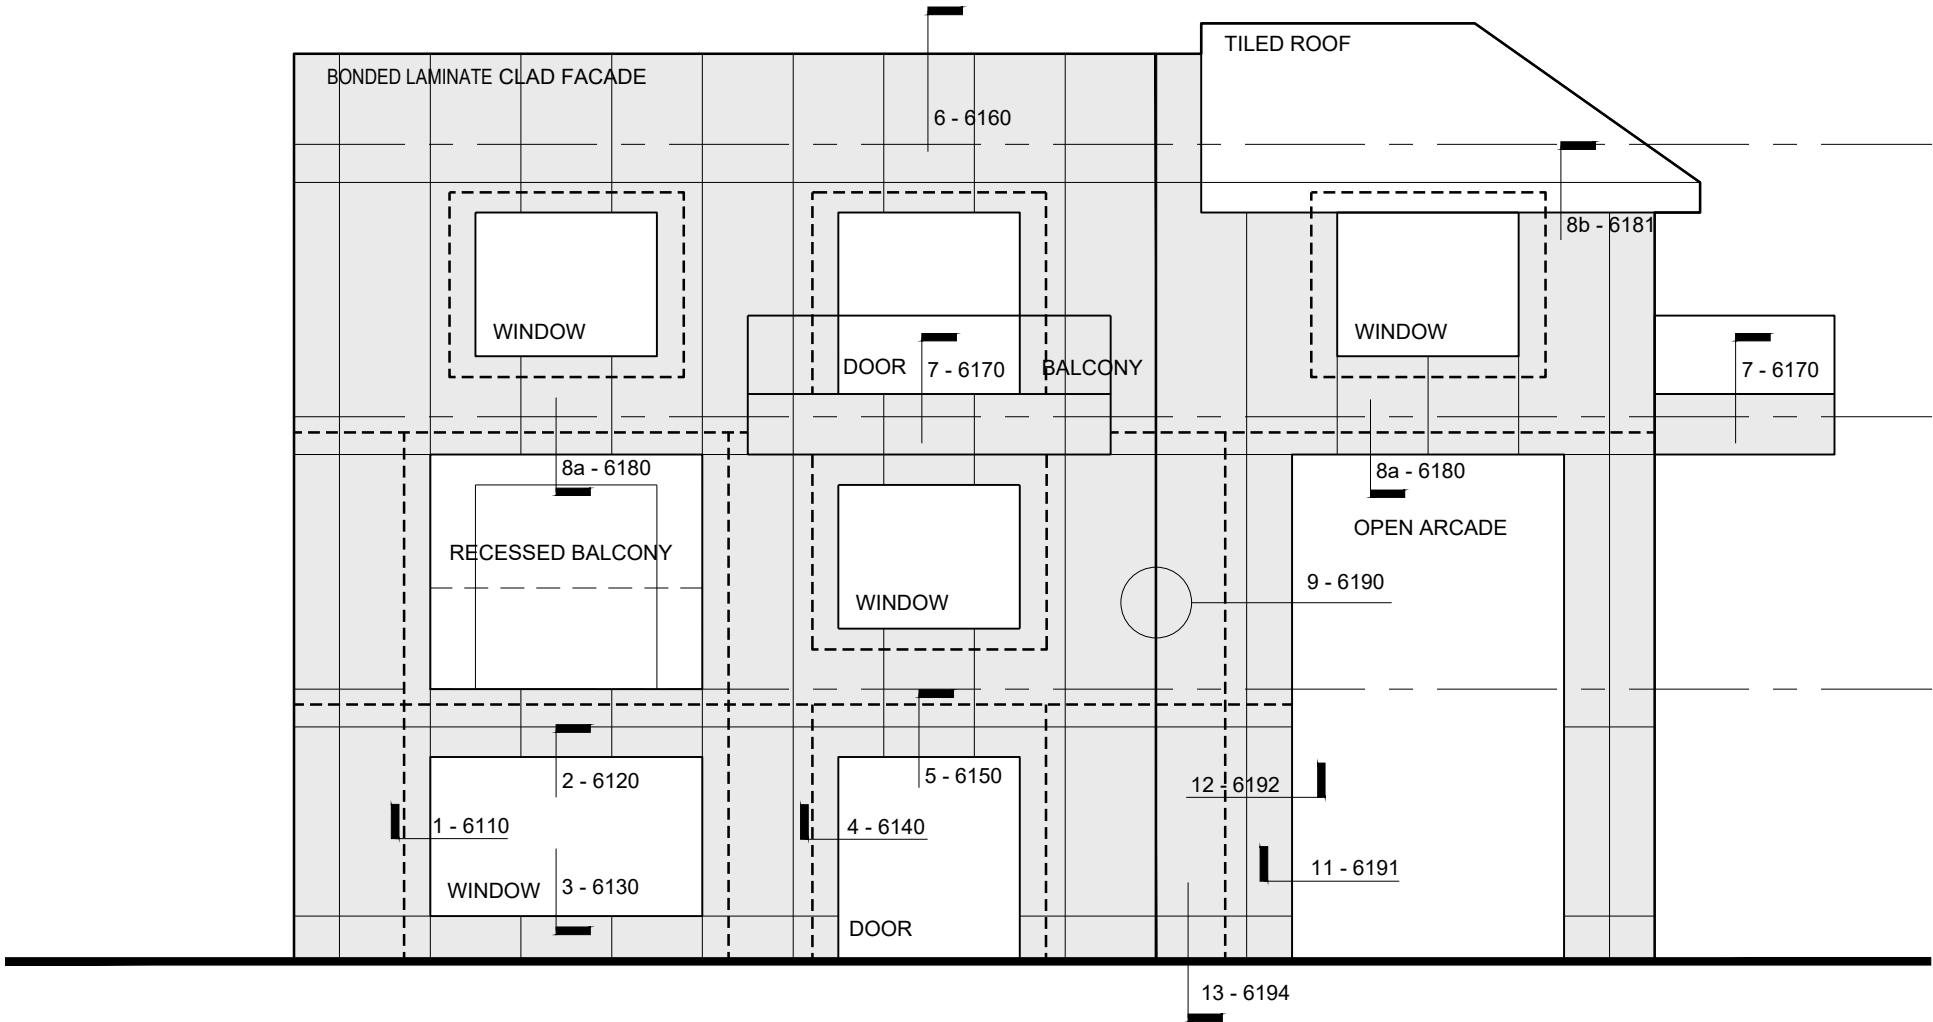 TILED ROOF
BONDED LAMINATE CLAD FACADE
6 - 6160
8b - 6181
WINDOW
WINDOW
DOOR
7 - 6170
BALCONY
7 - 6170
8a - 6180
8a - 6180
OPEN ARCADE
RECESSED BALCONY
9 - 6190
WINDOW
5 - 6150
2 - 6120
12 - 6192
1 - 6110
4 - 6140
11 - 6191
3 - 6130
WINDOW
DOOR
13 - 6194